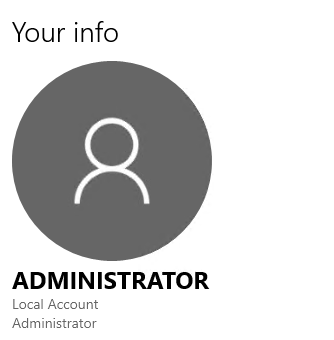 Your info
ADMINISTRATOR
Local Account
Administrator